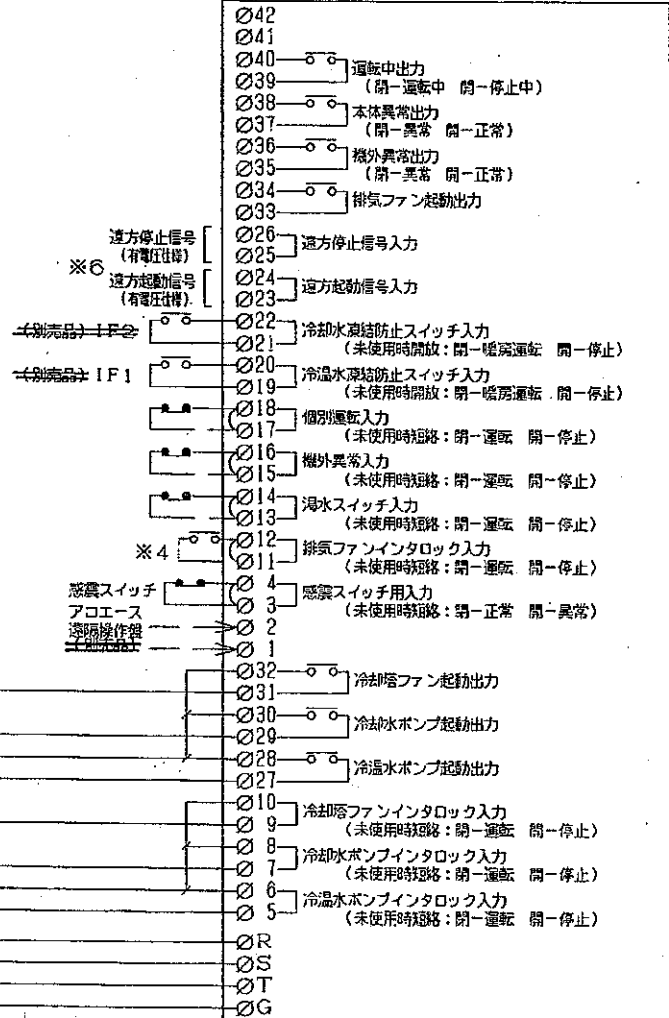 Ø42
Ø41
Ø40 運転中出力
Ø39 (閉ー運転中 開ー停止中)
Ø38 本体異常出力
Ø37 (閉ー異常 開ー正常)
Ø36 機外異常出力
Ø35 (閉ー異常 開ー正常)
Ø34 排気ファン起動出力
Ø33
遠方停止信号 Ø26 遠方停止信号入力
(有電圧仕様) Ø25
※6
遠方起動信号 Ø24 遠方起動信号入力
(有電圧仕様) Ø23
(別売品) IF2 Ø22 冷却水凍結防止スイッチ入力
Ø21 (未使用時開放:閉ー暖房運転 開ー停止)
(別売品) IF1 Ø20 冷温水凍結防止スイッチ入力
Ø19 (未使用時開放:閉ー暖房運転 開ー停止)
Ø18 個別運転入力
Ø17 (未使用時短絡:閉ー運転 開ー停止)
Ø16 機外異常入力
Ø15 (未使用時短絡:閉ー運転 開ー停止)
Ø14 渇水スイッチ入力
Ø13 (未使用時短絡:閉ー運転 開ー停止)
※4 Ø12 排気ファンインタロック入力
Ø11 (未使用時短絡:閉ー運転 開ー停止)
感震スイッチ Ø 4 感震スイッチ用入力
Ø 3 (未使用時短絡:閉ー正常 開ー異常)
アコエース
遠隔操作盤 Ø 2
(別売品) Ø 1
Ø32 冷却塔ファン起動出力
Ø31
Ø30 冷却水ポンプ起動出力
Ø29
Ø28 冷温水ポンプ起動出力
Ø27
Ø10 冷却塔ファンインタロック入力
Ø 9 (未使用時短絡:閉ー運転 開ー停止)
Ø 8 冷却水ポンプインタロック入力
Ø 7 (未使用時短絡:閉ー運転 開ー停止)
Ø 6 冷温水ポンプインタロック入力
Ø 5 (未使用時短絡:閉ー運転 開ー停止)
ØR
ØS
ØT
ØG